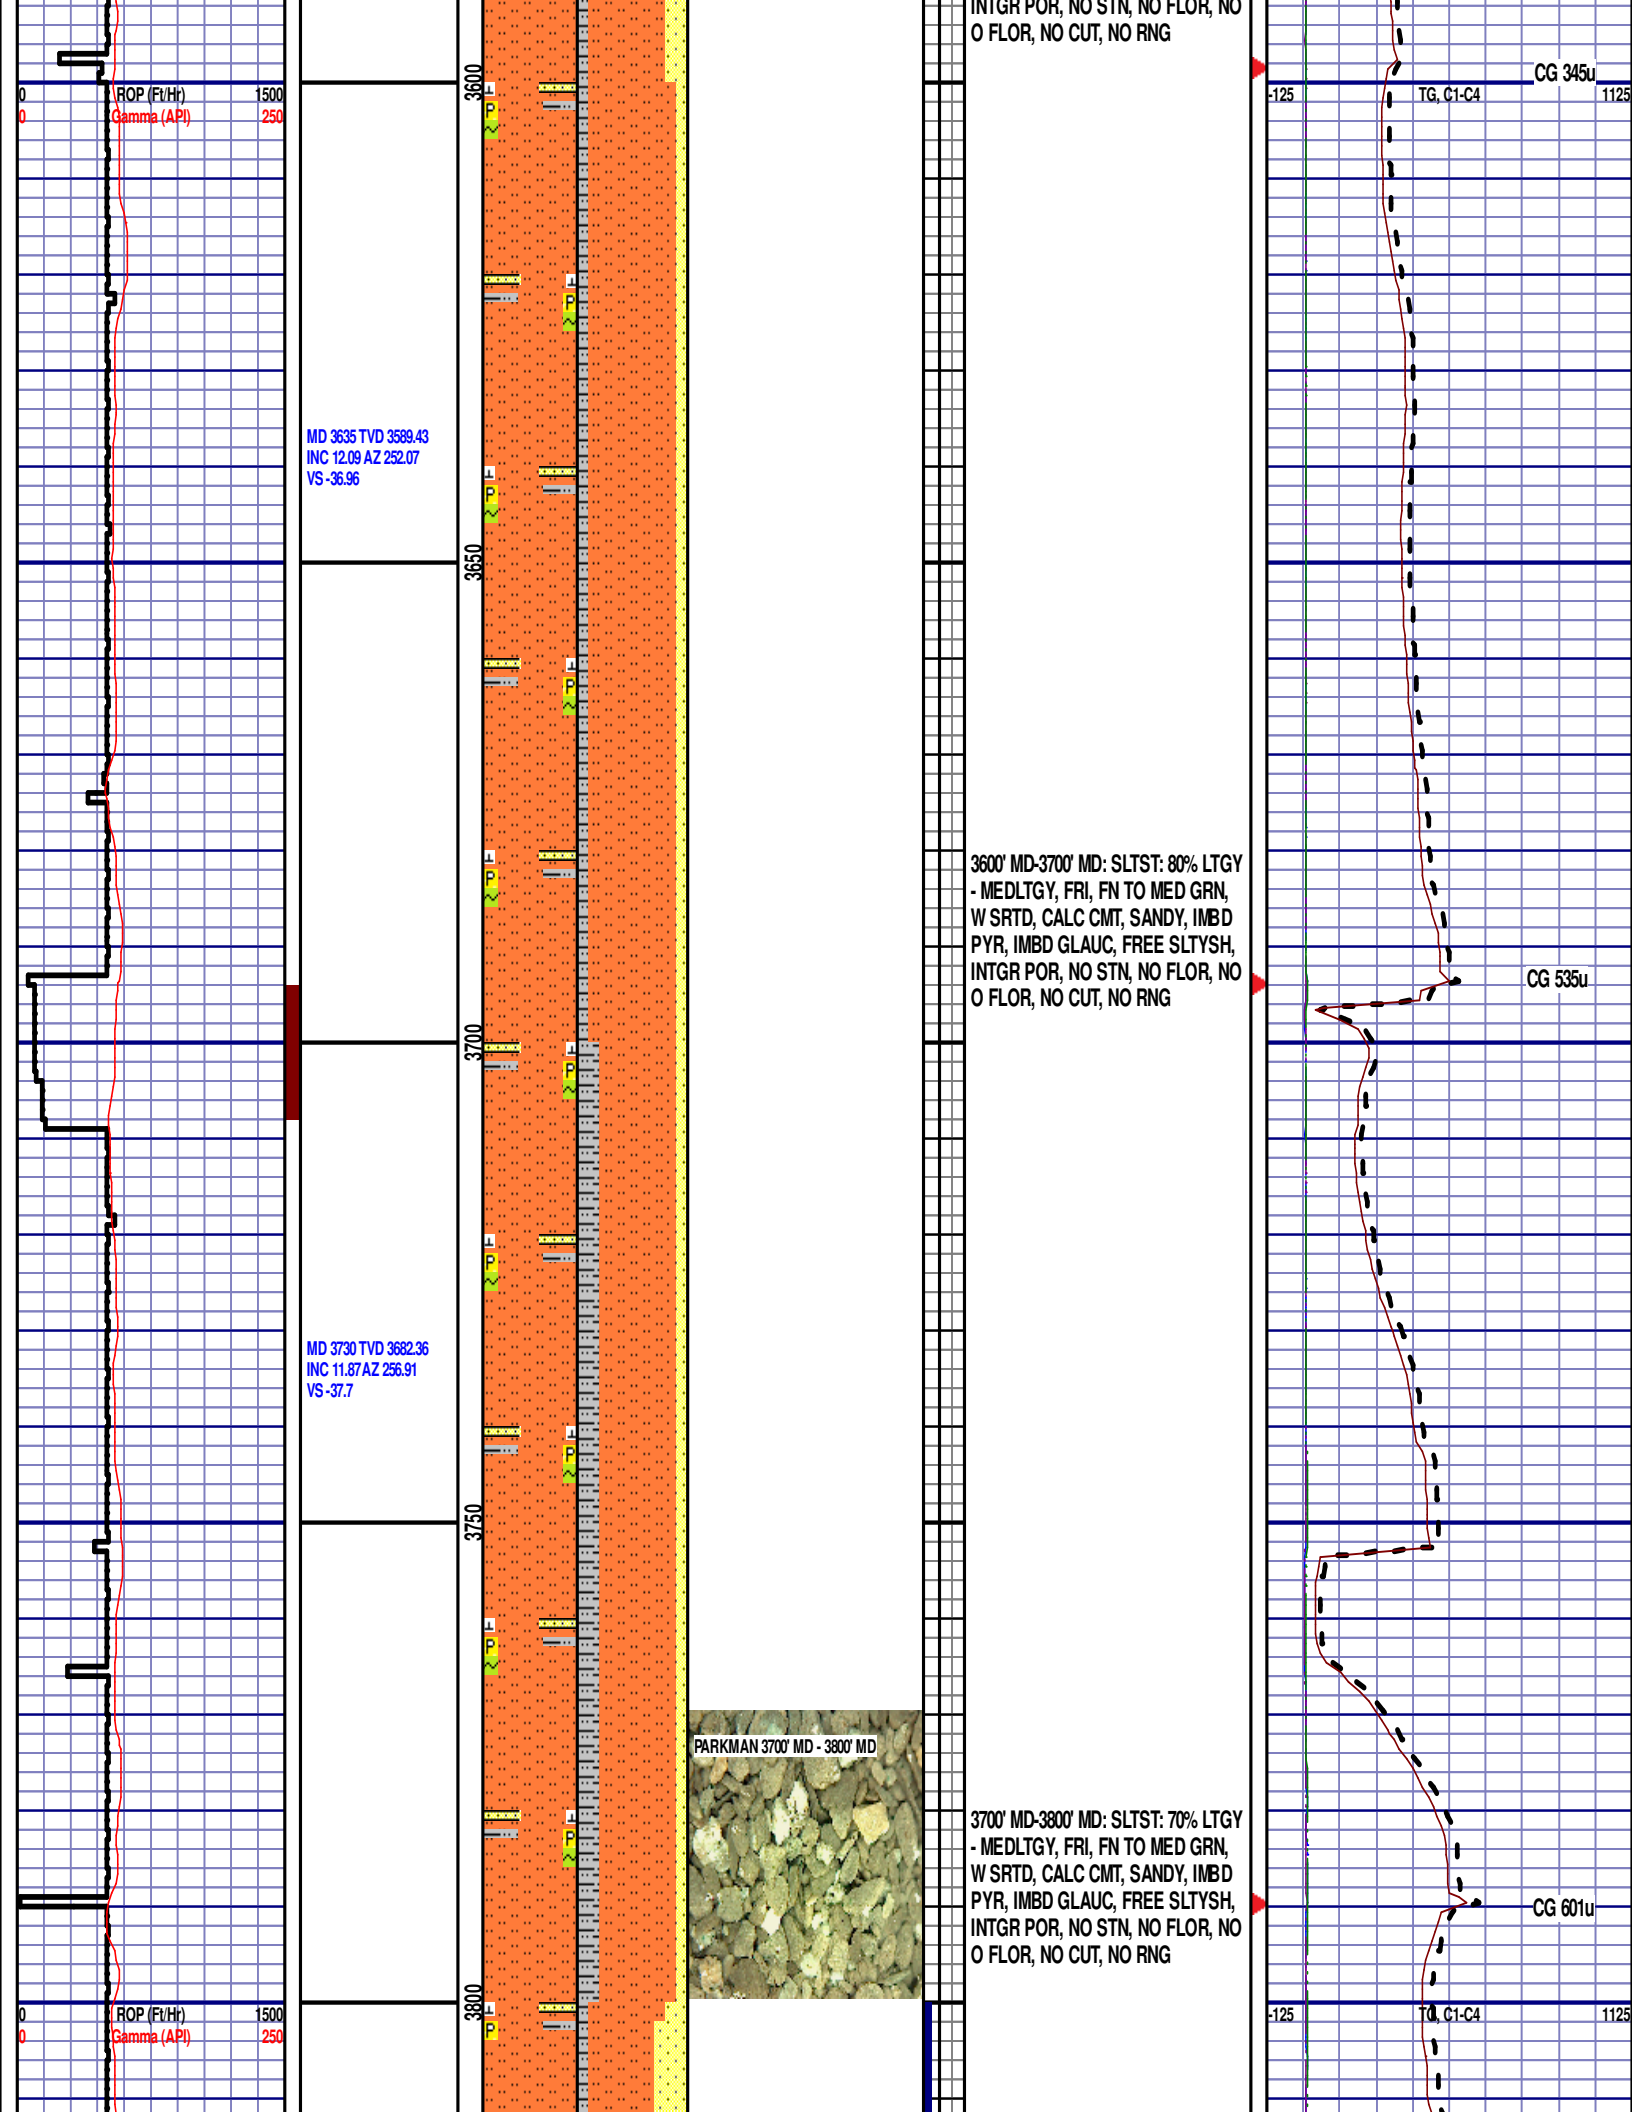 INTGR POR, NO STN, NO FLOR, NO
O FLOR, NO CUT, NO RNG
CG 345u
0 ROP (Ft/Hr) 1500
0 Gamma (API) 250
3600
-125 TG, C1-C4 1125
MD 3635 TVD 3589.43
INC 12.09 AZ 252.07
VS -36.96
3650
3600' MD-3700' MD: SLTST: 80% LTGY
- MEDLTGY, FRI, FN TO MED GRN,
W SRTD, CALC CMT, SANDY, IMBD
PYR, IMBD GLAUC, FREE SLTYSH,
INTGR POR, NO STN, NO FLOR, NO
O FLOR, NO CUT, NO RNG
CG 535u
3700
MD 3730 TVD 3682.36
INC 11.87 AZ 256.91
VS -37.7
3750
PARKMAN 3700' MD - 3800' MD
3700' MD-3800' MD: SLTST: 70% LTGY
- MEDLTGY, FRI, FN TO MED GRN,
W SRTD, CALC CMT, SANDY, IMBD
PYR, IMBD GLAUC, FREE SLTYSH,
INTGR POR, NO STN, NO FLOR, NO
O FLOR, NO CUT, NO RNG
CG 601u
3800
0 ROP (Ft/Hr) 1500
0 Gamma (API) 250
-125 TG, C1-C4 1125
P
P
P
P
P
P
P
P
P
P
P